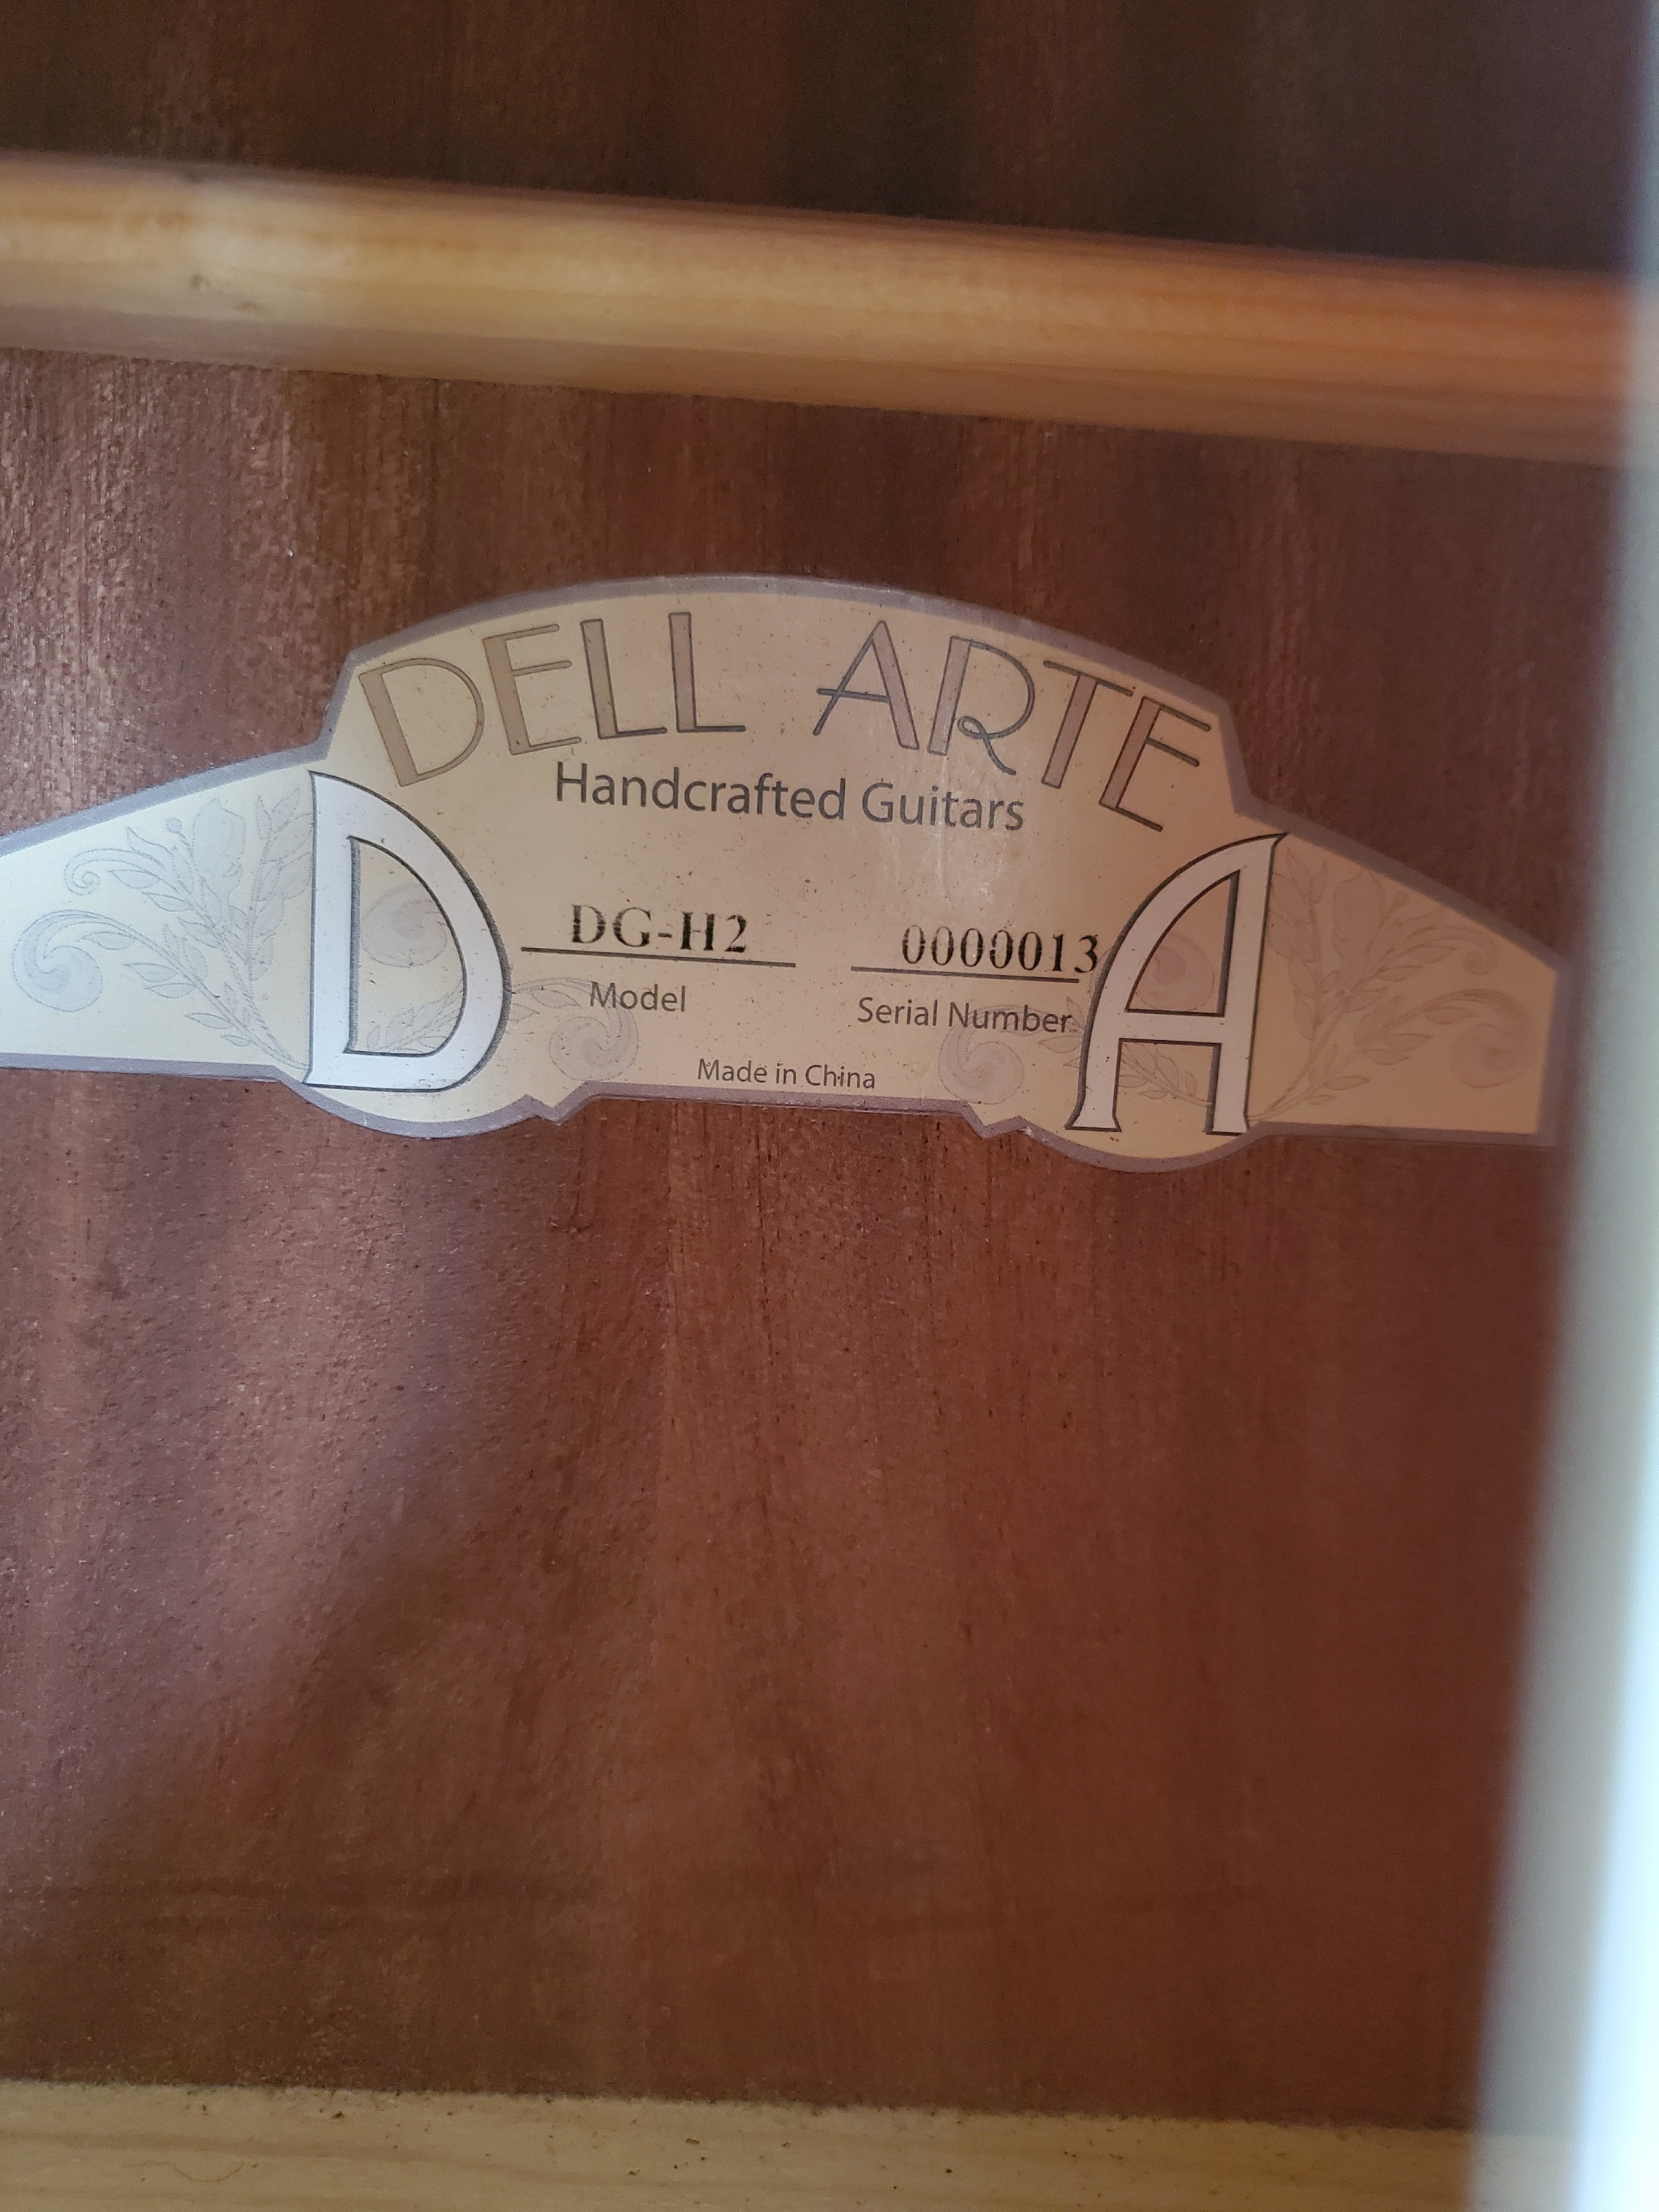 DELL ARTE
Handcrafted Guitars
D A
DG-H2 0000013
Model Serial Number
Made in China